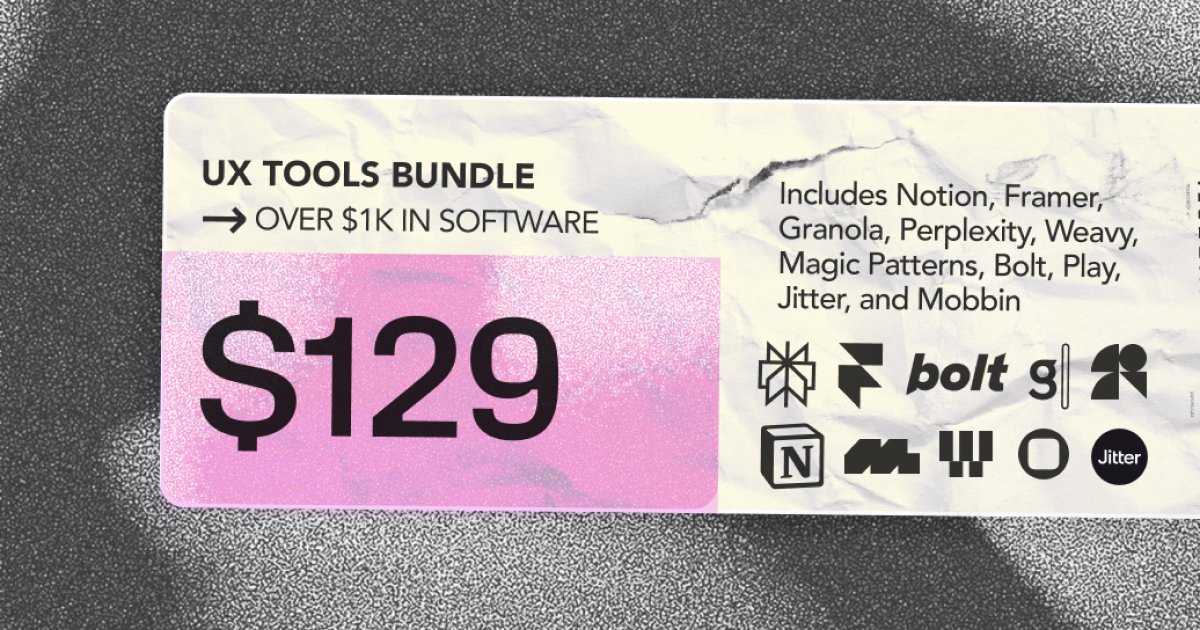 UX TOOLS BUNDLE
→ OVER $1K IN SOFTWARE
$129
Includes Notion, Framer,
Granola, Perplexity, Weavy,
Magic Patterns, Bolt, Play,
Jitter, and Mobbin
bolt
g
N
Jitter